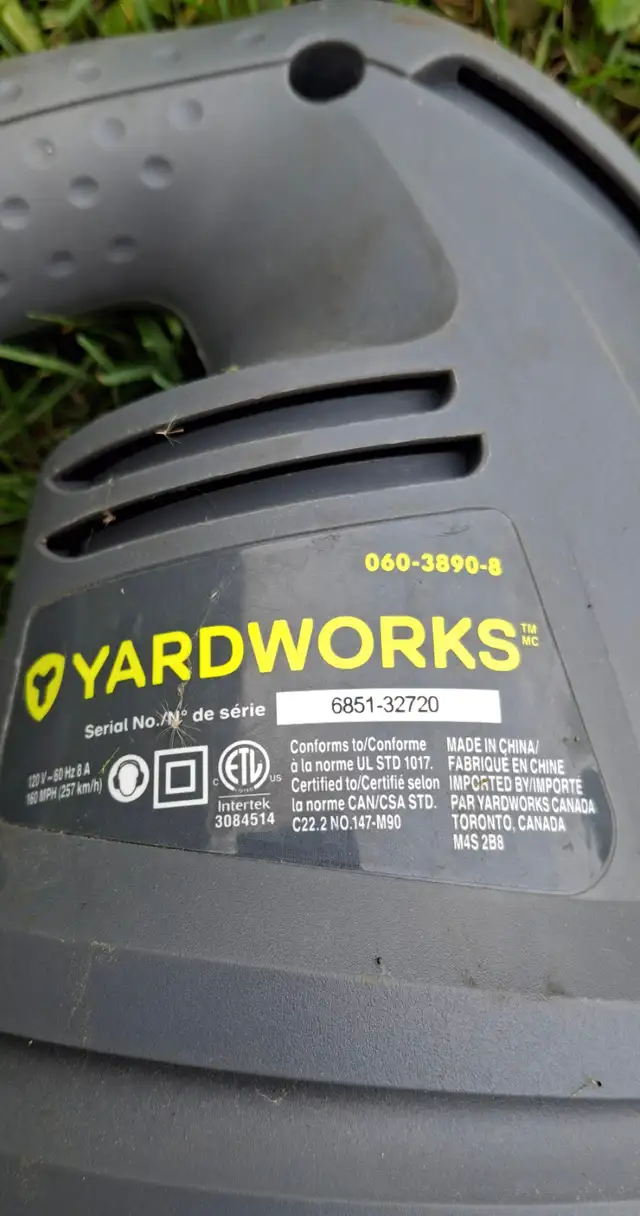 060-3890-8
YARDWORKS TM MC
Serial No./N° de série 6851-32720
120 V ~ 60 Hz 8 A
160 MPH (257 km/h)
C ETL US
LISTED
Intertek
3084514
Conforms to/Conforme
à la norme UL STD 1017.
Certified to/Certifié selon
la norme CAN/CSA STD.
C22.2 NO.147-M90
MADE IN CHINA/
FABRIQUÉ EN CHINE
IMPORTED BY/IMPORTÉ
PAR YARDWORKS CANADA
TORONTO, CANADA
M4S 2B8